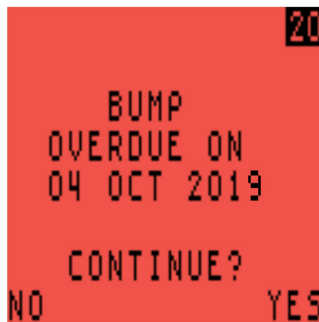 20
BUMP
OVERDUE ON
04 OCT 2019
CONTINUE?
NO YES